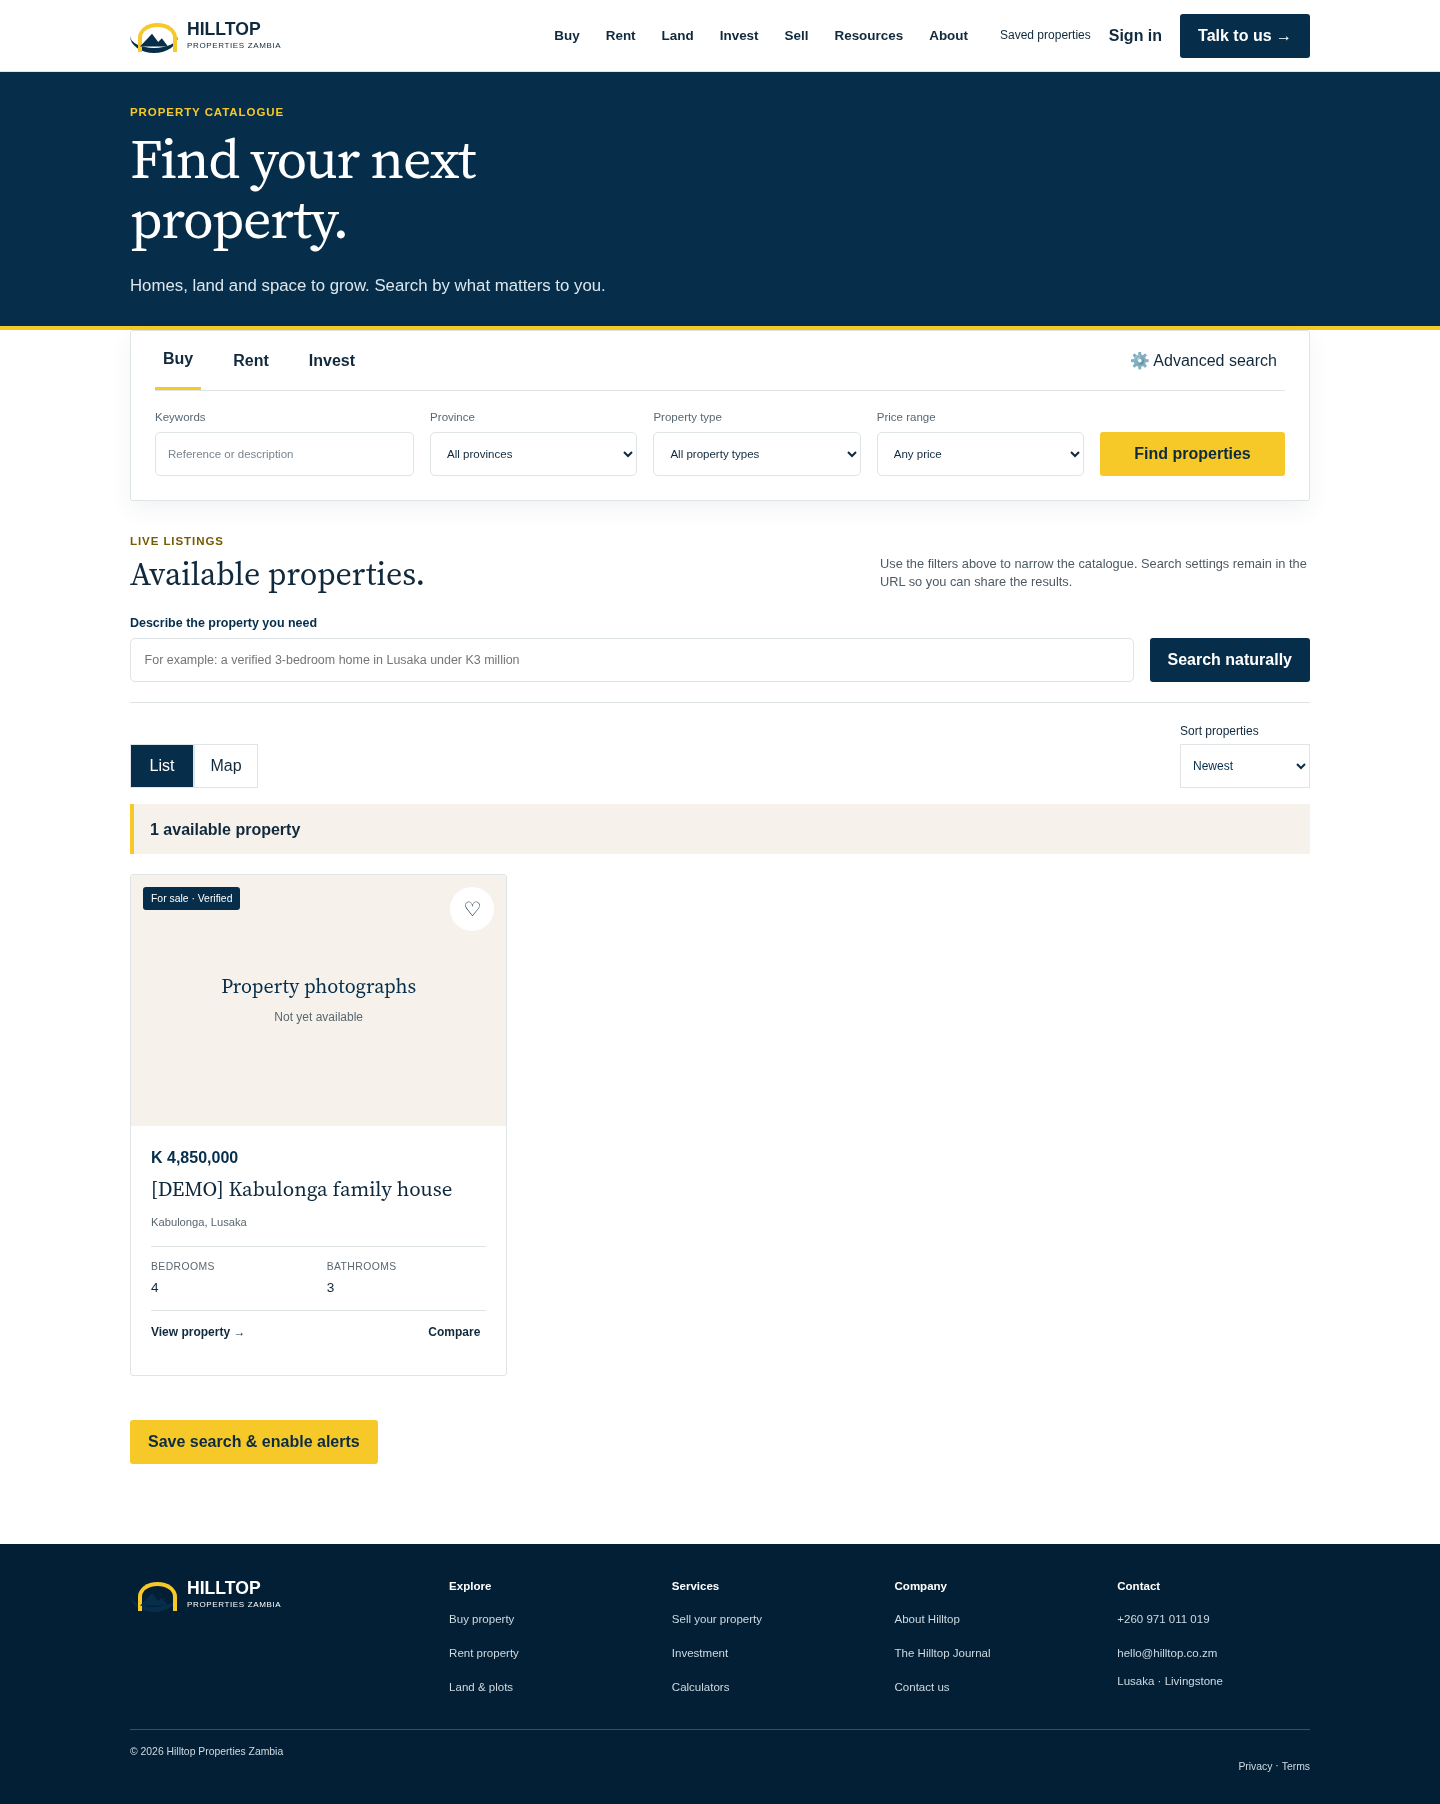 HILLTOP
PROPERTIES ZAMBIA
Buy Rent Land Invest Sell Resources About Saved properties Sign in Talk to us →
PROPERTY CATALOGUE
Find your next
property.
Homes, land and space to grow. Search by what matters to you.
Buy Rent Invest ⚙️ Advanced search
Keywords Province Property type Price range
Reference or description All provinces All property types Any price Find properties
LIVE LISTINGS
Available properties.
Use the filters above to narrow the catalogue. Search settings remain in the
URL so you can share the results.
Describe the property you need
For example: a verified 3-bedroom home in Lusaka under K3 million Search naturally
Sort properties
List Map Newest
1 available property
For sale · Verified ♡
Property photographs
Not yet available
K 4,850,000
[DEMO] Kabulonga family house
Kabulonga, Lusaka
BEDROOMS BATHROOMS
4 3
View property → Compare
Save search & enable alerts
HILLTOP
PROPERTIES ZAMBIA
Explore Services Company Contact
Buy property Sell your property About Hilltop +260 971 011 019
Rent property Investment The Hilltop Journal hello@hilltop.co.zm
Land & plots Calculators Contact us Lusaka · Livingstone
© 2026 Hilltop Properties Zambia
Privacy · Terms